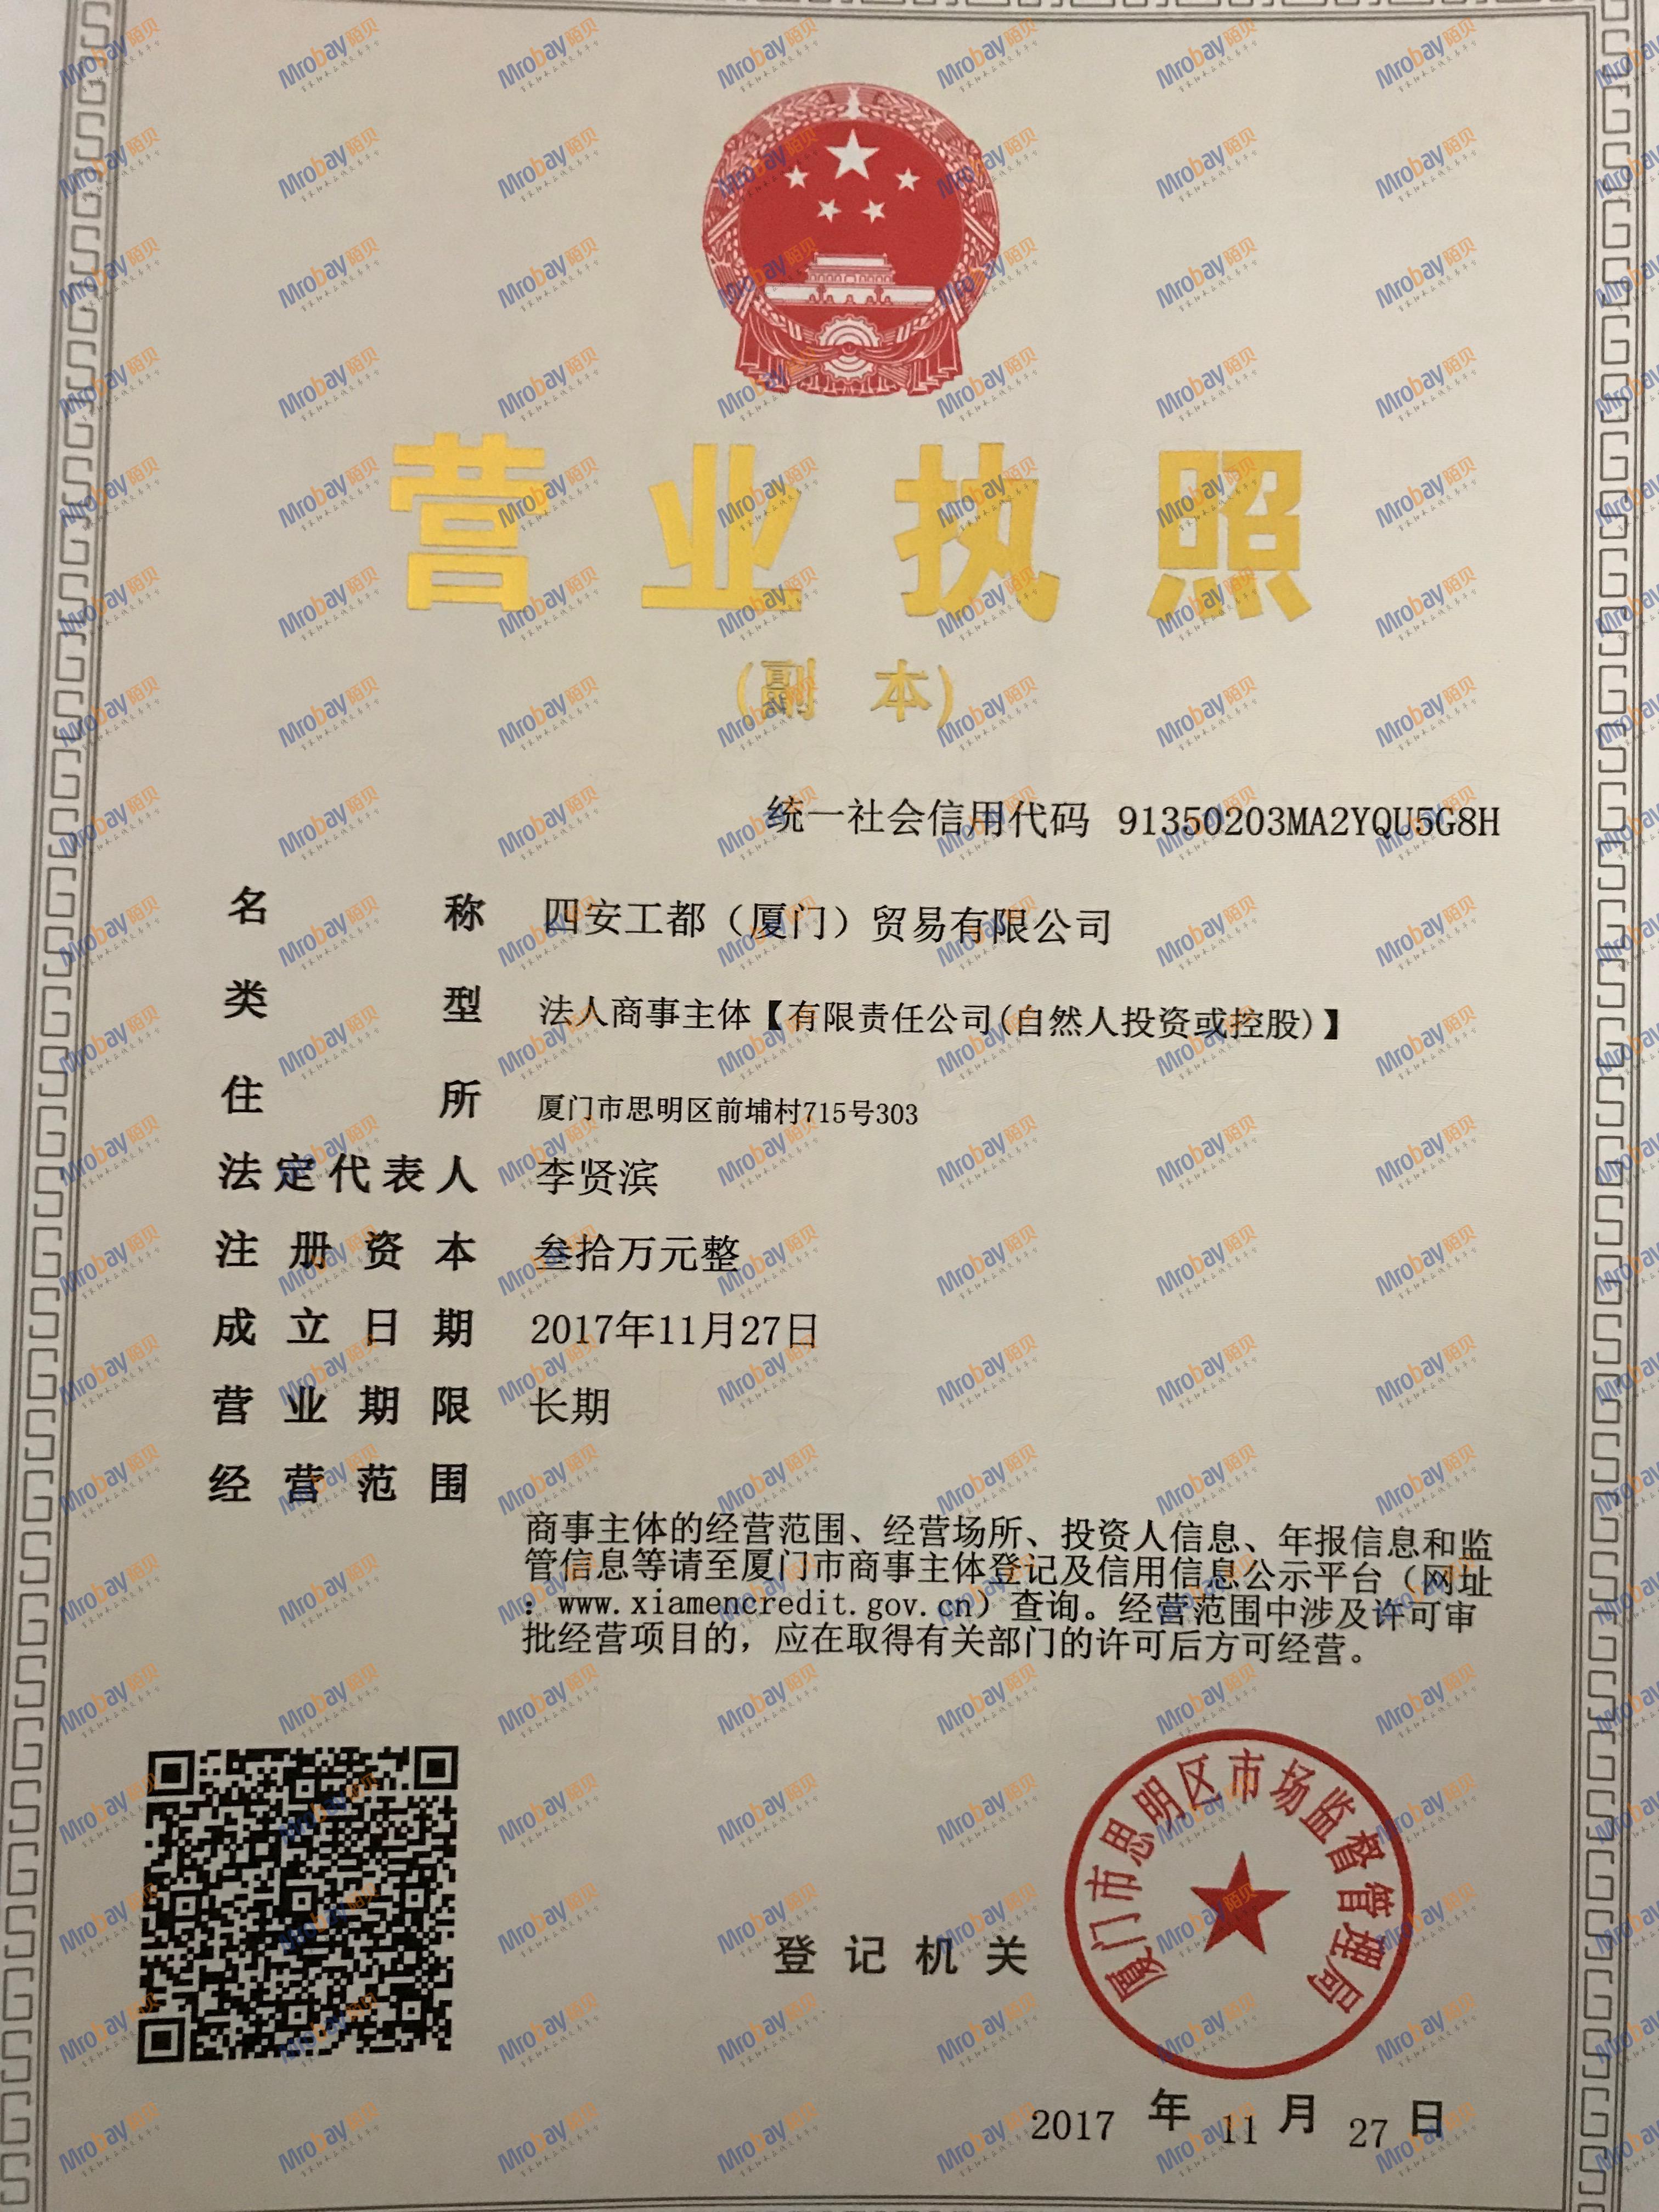 营业执照
(副 本)
统一社会信用代码 91350203MA2YQU5G8H
名 称 四安工都（厦门）贸易有限公司
类 型 法人商事主体【有限责任公司(自然人投资或控股)】
住 所 厦门市思明区前埔村715号303
法定代表人 李贤滨
注册资本 叁拾万元整
成立日期 2017年11月27日
营业期限 长期
经营范围
商事主体的经营范围、经营场所、投资人信息、年报信息和监
管信息等请至厦门市商事主体登记及信用信息公示平台（网址
：www.xiamencredit.gov.cn）查询。经营范围中涉及许可审
批经营项目的，应在取得有关部门的许可后方可经营。
厦门市思明区市场监督管理局
登记机关
2017 年 11 月 27 日
Mrobay陌贝